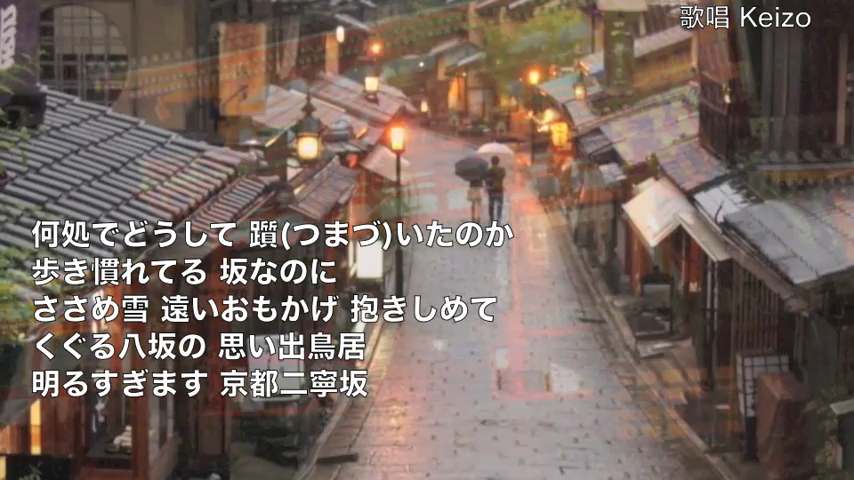 歌唱 Keizo
何処でどうして 躓(つまづ)いたのか
歩き慣れてる 坂なのに
ささめ雪 遠いおもかげ 抱きしめて
くぐる八坂の 思い出鳥居
明るすぎます 京都二寧坂